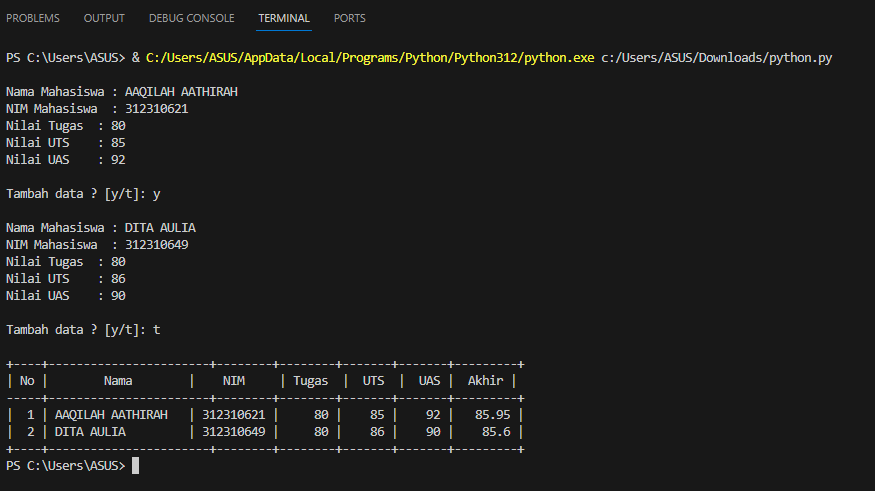 PROBLEMS OUTPUT DEBUG CONSOLE TERMINAL PORTS
PS C:\Users\ASUS> & C:/Users/ASUS/AppData/Local/Programs/Python/Python312/python.exe c:/Users/ASUS/Downloads/python.py
Nama Mahasiswa : AAQILAH AATHIRAH
NIM Mahasiswa  : 312310621
Nilai Tugas  : 80
Nilai UTS    : 85
Nilai UAS    : 92
Tambah data ? [y/t]: y
Nama Mahasiswa : DITA AULIA
NIM Mahasiswa  : 312310649
Nilai Tugas  : 80
Nilai UTS    : 86
Nilai UAS    : 90
Tambah data ? [y/t]: t
+----+-----------------------+--------+--------+-------+-------+---------+
| No |        Nama        |    NIM     | Tugas  |  UTS  |  UAS |  Akhir |
-----+-----------------------+--------+--------+-------+-------+---------+
|  1 | AAQILAH AATHIRAH   | 312310621 |    80 |    85 |    92 |   85.95 |
|  2 | DITA AULIA         | 312310649 |    80 |    86 |    90 |    85.6 |
+----+-----------------------+--------+--------+-------+-------+---------+
PS C:\Users\ASUS>